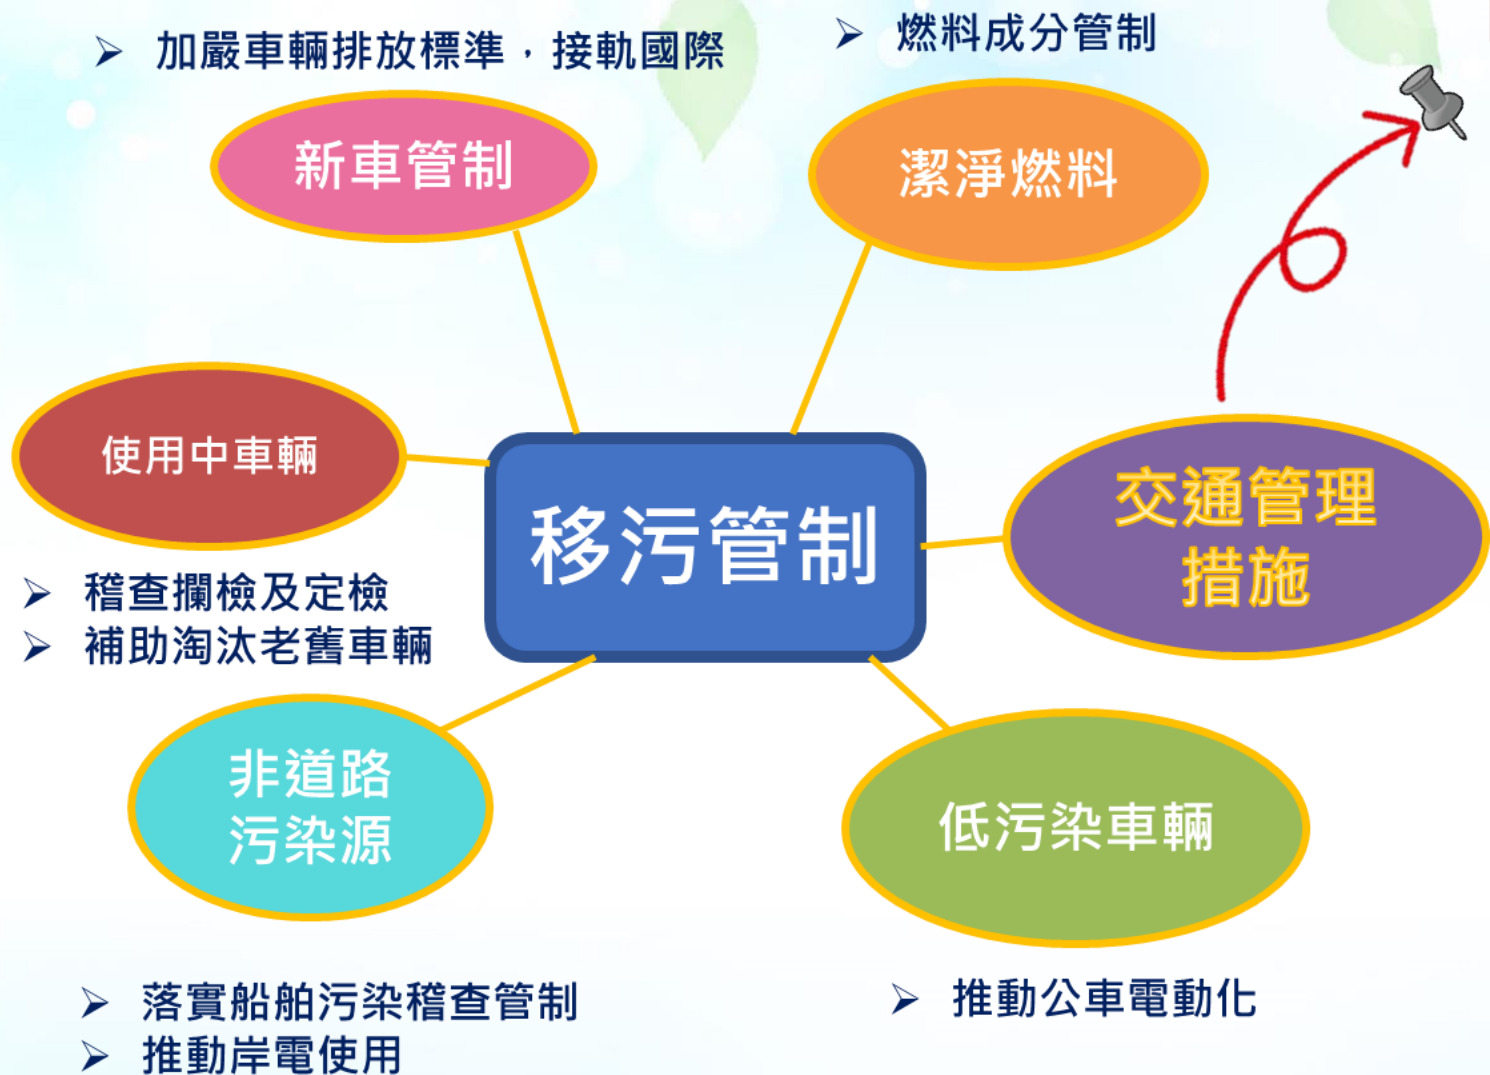 ➢ 加嚴車輛排放標準，接軌國際
➢ 燃料成分管制
新車管制
潔淨燃料
使用中車輛
➢ 稽查攔檢及定檢
➢ 補助淘汰老舊車輛
移污管制
交通管理
措施
非道路
污染源
➢ 落實船舶污染稽查管制
➢ 推動岸電使用
低污染車輛
➢ 推動公車電動化